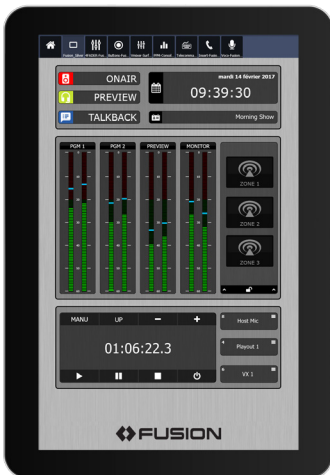 ONAIR
PREVIEW
TALKBACK
mardi 14 février 2017
09:39:30
Morning Show
PGM 1
PGM 2
PREVIEW
MONITOR
ZONE 1
ZONE 2
ZONE 3
MANU
UP
01:06:22.3
Host Mic
Playout 1
VX 1
FUSION